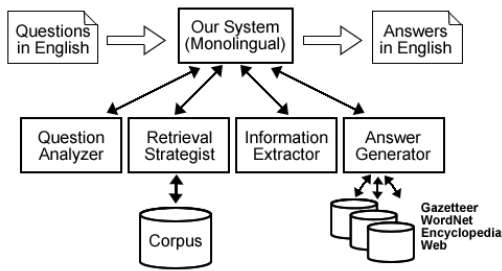 Questions
in English
Our System
(Monolingual)
Answers
in English
Question
Analyzer
Retrieval
Strategist
Information
Extractor
Answer
Generator
Corpus
Gazetteer
WordNet
Encyclopedia
Web